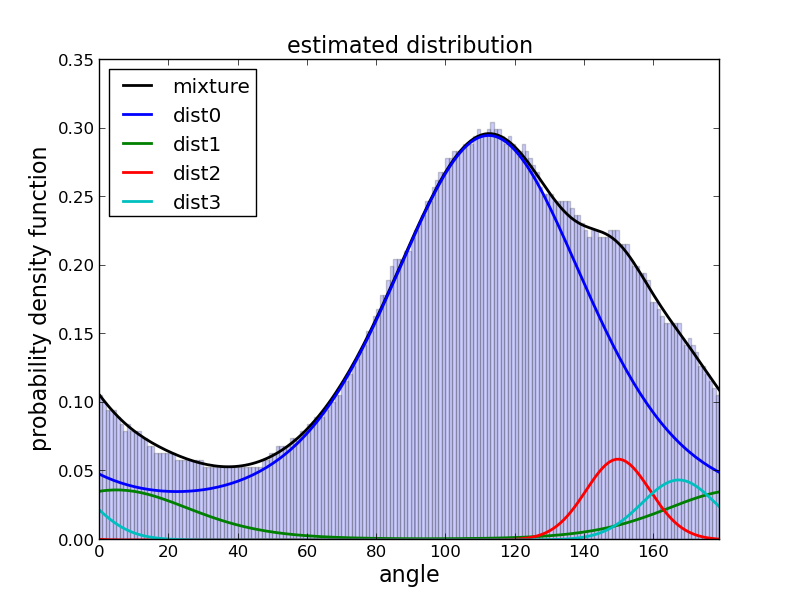 estimated distribution
0.35
0.30
0.25
0.20
0.15
0.10
0.05
0.00
probability density function
mixture
dist0
dist1
dist2
dist3
0 20 40 60 80 100 120 140 160
angle